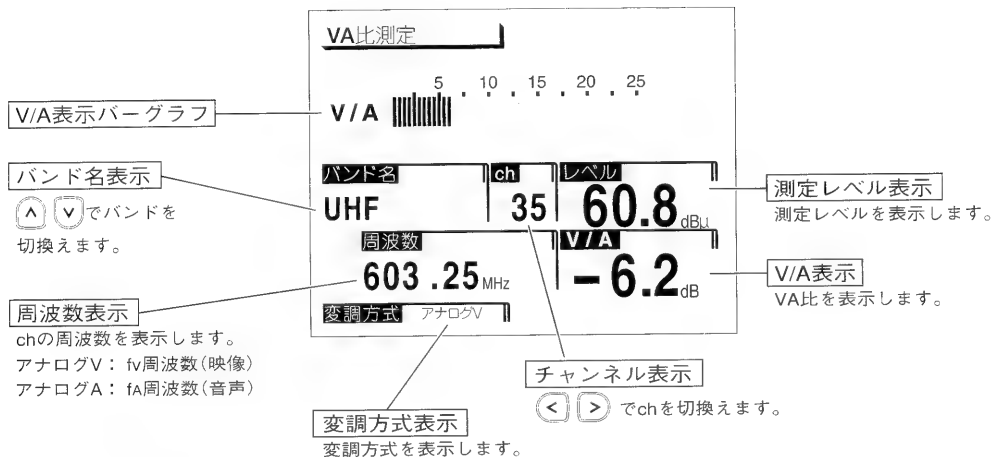 VA比測定
5 . 10 . 15 . 20 . 25
V/A
V/A表示バーグラフ
バンド名表示
∧ ∨ でバンドを
切換えます。
周波数表示
chの周波数を表示します。
アナログV： fv周波数(映像)
アナログA： fA周波数(音声)
バンド名
UHF
ch
35
レベル
60.8 dBμ
周波数
603.25 MHz
V/A
−6.2 dB
変調方式 アナログV
測定レベル表示
測定レベルを表示します。
V/A表示
VA比を表示します。
チャンネル表示
< > でchを切換えます。
変調方式表示
変調方式を表示します。